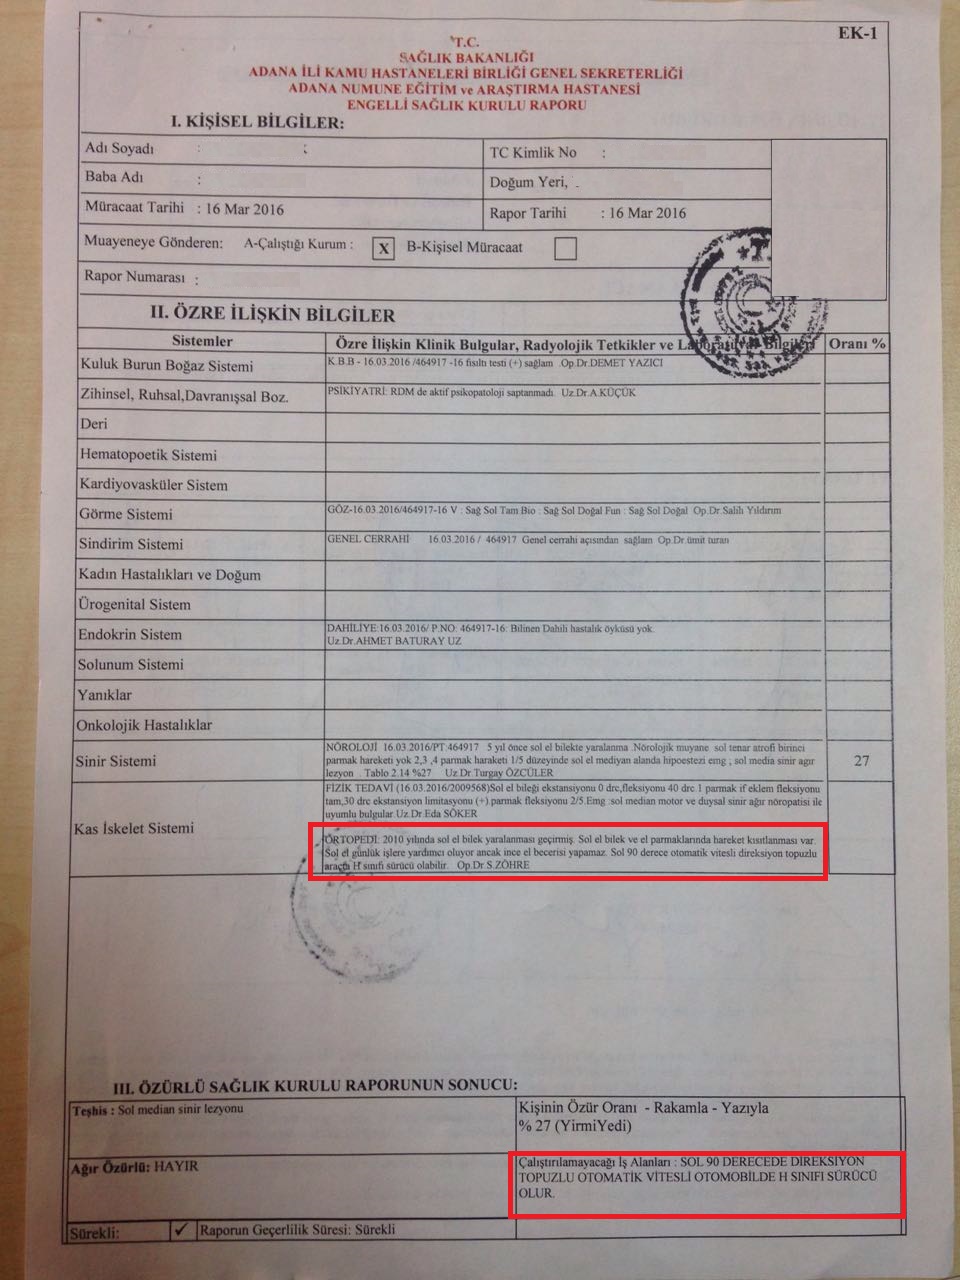 EK-1
T.C.
SAĞLIK BAKANLIĞI
ADANA İLİ KAMU HASTANELERİ BİRLİĞİ GENEL SEKRETERLİĞİ
ADANA NUMUNE EĞİTİM ve ARAŞTIRMA HASTANESİ
ENGELLİ SAĞLIK KURULU RAPORU
I. KİŞİSEL BİLGİLER:
Adı Soyadı :
TC Kimlik No :
Baba Adı :
Doğum Yeri,
Müracaat Tarihi : 16 Mar 2016
Rapor Tarihi : 16 Mar 2016
Muayeneye Gönderen: A-Çalıştığı Kurum : X B-Kişisel Müracaat
Rapor Numarası :
II. ÖZRE İLİŞKİN BİLGİLER
Sistemler Özre İlişkin Klinik Bulgular, Radyolojik Tetkikler ve Laboratuvar Bilgileri Oranı %
Kuluk Burun Boğaz Sistemi K.B.B - 16.03.2016 /464917 -16 fisıltı testi (+) sağlam .Op.Dr.DEMET YAZICI
Zihinsel, Ruhsal,Davranışsal Boz. PSİKİYATRİ: RDM de aktif psikopatoloji saptanmadı. Uz.Dr.A.KÜÇÜK
Deri
Hematopoetik Sistemi
Kardiyovasküler Sistem
Görme Sistemi GÖZ-16.03.2016/464917-16 V : Sağ Sol Tam Bio : Sağ Sol Doğal Fun : Sağ Sol Doğal Op.Dr.Salih Yıldırım
Sindirim Sistemi GENEL CERRAHİ 16.03.2016 / 464917 Genel cerrahi açısından sağlam Op.Dr ümit turan
Kadın Hastalıkları ve Doğum
Ürogenital Sistem
Endokrin Sistem DAHİLİYE:16.03.2016/ P.NO: 464917-16: Bilinen Dahili hastalık öyküsü yok.
Uz.Dr.AHMET BATURAY UZ
Solunum Sistemi
Yanıklar
Onkolojik Hastalıklar
Sinir Sistemi NÖROLOJİ 16.03.2016/PT:464917 5 yıl önce sol el bilekte yaralanma .Nörolojik muyane sol tenar atrofi birinci
parmak hareketi yok 2,3 ,4 parmak haraketi 1/5 düzeyinde sol el mediyan alanda hipoestezi emg ; sol media sinir agır
lezyon . Tablo 2.14 %27 Uz.Dr.Turgay ÖZCÜLER
27
Kas İskelet Sistemi FİZİK TEDAVİ (16.03.2016/2009568)Sol el bileği ekstansiyonu 0 drc,fleksiyonu 40 drc.1 parmak if eklem fleksiyonu
tam,30 drc ekstansiyon limitasyonu (+).parmak fleksiyonu 2/5.Emg :sol median motor ve duysal sinir ağır nöropatisi ile
uyumlu bulgular.Uz.Dr.Eda SÖKER
ORTOPEDİ: 2010 yılında sol el bilek yaralanması geçirmiş. Sol el bilek ve el parmaklarında hareket kısıtlanması var.
Sol el günlük işlere yardımcı oluyor ancak ince el becerisi yapamaz. Sol 90 derece otomatik vitesli direksiyon topuzlu
araçta H sınıfı sürücü olabilir. Op.Dr.S.ZÖHRE
III. ÖZÜRLÜ SAĞLIK KURULU RAPORUNUN SONUCU:
Teşhis : Sol median sinir lezyonu
Kişinin Özür Oranı - Rakamla - Yazıyla
% 27 (YirmiYedi)
Ağır Özürlü: HAYIR
Çalıştırılamayacağı İş Alanları : SOL 90 DERECEDE DİREKSİYON
TOPUZLU OTOMATİK VİTESLİ OTOMOBİLDE H SINIFI SÜRÜCÜ
OLUR.
Sürekli: ✓ Raporun Geçerlilik Süresi: Sürekli